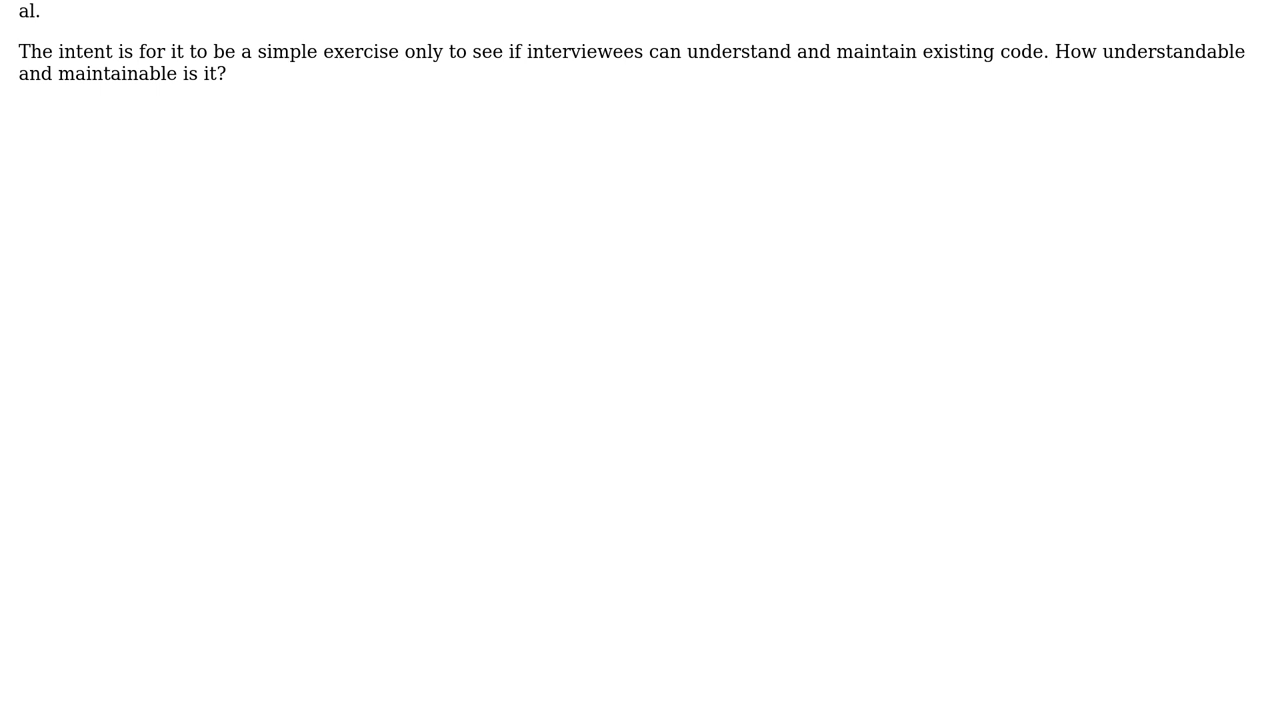 al.
The intent is for it to be a simple exercise only to see if interviewees can understand and maintain existing code. How understandable
and maintainable is it?